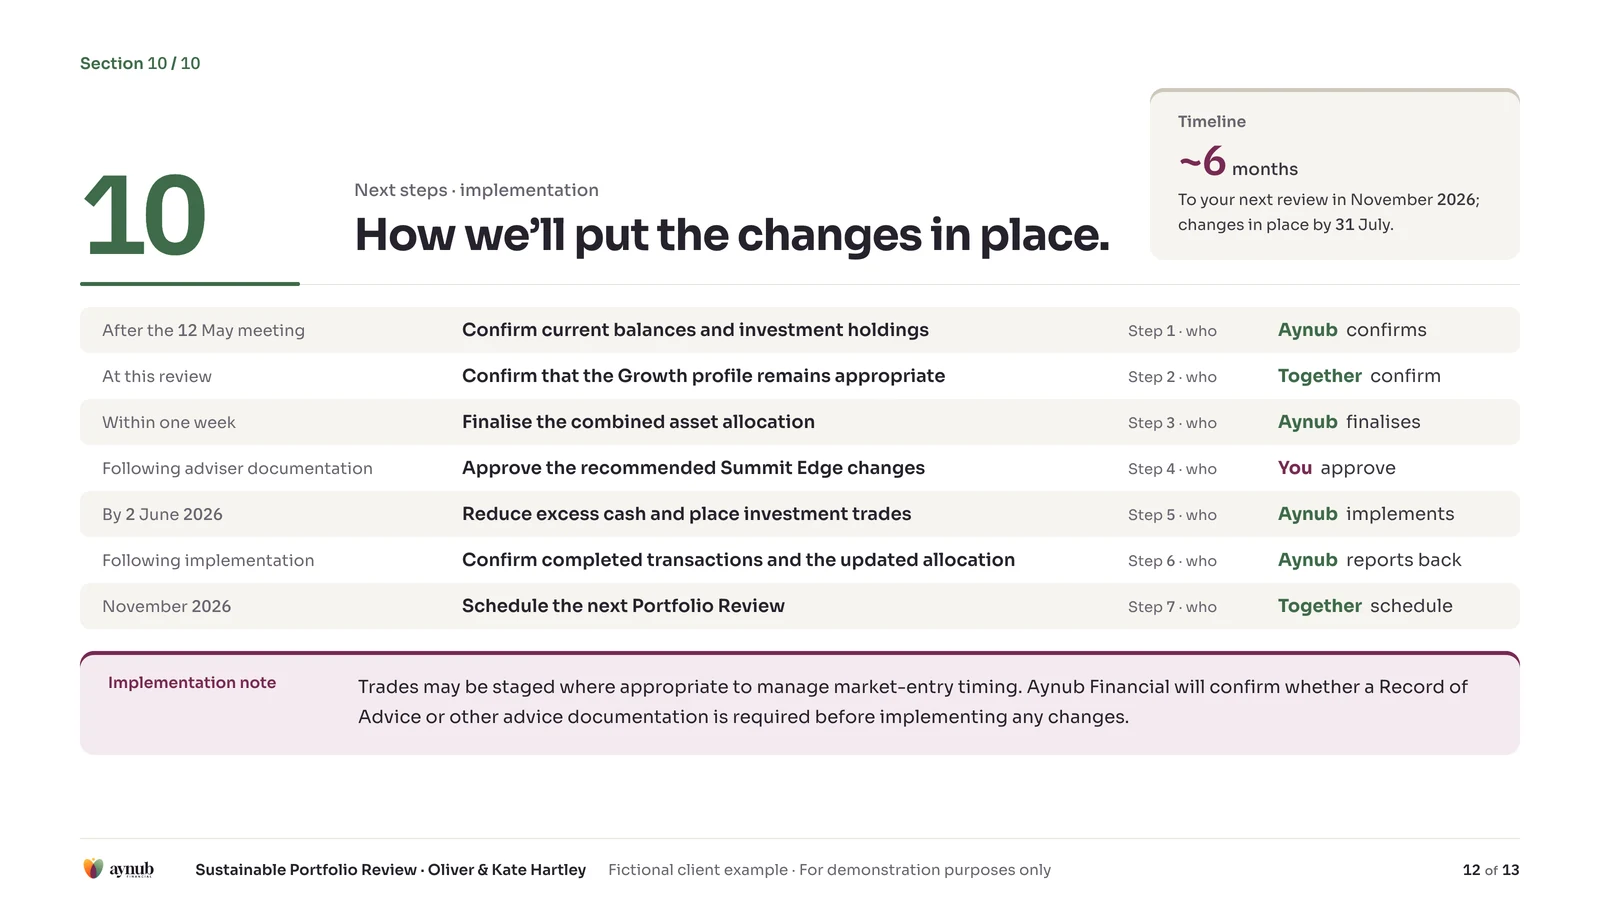 Section 10 / 10
10
Next steps · implementation
How we’ll put the changes in place.
Timeline
~6 months
To your next review in November 2026;
changes in place by 31 July.
After the 12 May meeting Confirm current balances and investment holdings Step 1 · who Aynub confirms
At this review Confirm that the Growth profile remains appropriate Step 2 · who Together confirm
Within one week Finalise the combined asset allocation Step 3 · who Aynub finalises
Following adviser documentation Approve the recommended Summit Edge changes Step 4 · who You approve
By 2 June 2026 Reduce excess cash and place investment trades Step 5 · who Aynub implements
Following implementation Confirm completed transactions and the updated allocation Step 6 · who Aynub reports back
November 2026 Schedule the next Portfolio Review Step 7 · who Together schedule
Implementation note
Trades may be staged where appropriate to manage market-entry timing. Aynub Financial will confirm whether a Record of
Advice or other advice documentation is required before implementing any changes.
aynub
FINANCIAL
Sustainable Portfolio Review · Oliver & Kate Hartley Fictional client example · For demonstration purposes only 12 of 13